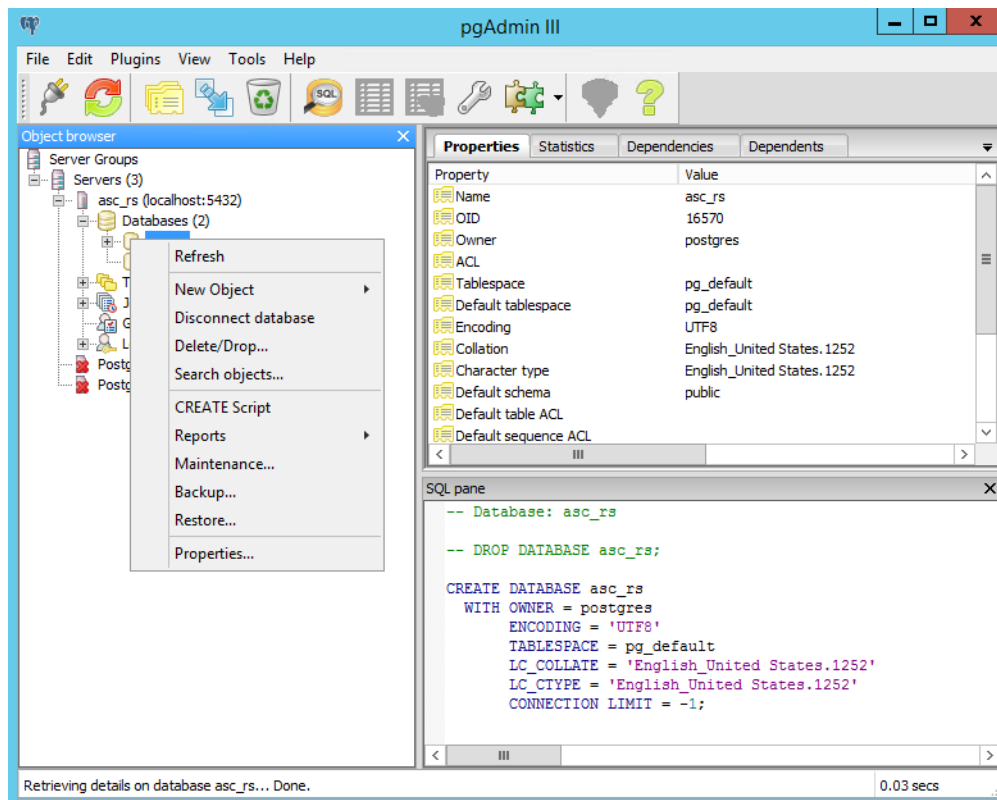 pgAdmin III
File Edit Plugins View Tools Help
SQL
Object browser
Server Groups
Servers (3)
asc_rs (localhost:5432)
Databases (2)
Refresh
New Object
Disconnect database
Delete/Drop...
Search objects...
CREATE Script
Reports
Maintenance...
Backup...
Restore...
Properties...
Properties Statistics Dependencies Dependents
Property Value
Name asc_rs
OID 16570
Owner postgres
ACL
Tablespace pg_default
Default tablespace pg_default
Encoding UTF8
Collation English_United States.1252
Character type English_United States.1252
Default schema public
Default table ACL
Default sequence ACL
SQL pane
-- Database: asc_rs
-- DROP DATABASE asc_rs;
CREATE DATABASE asc_rs
WITH OWNER = postgres
ENCODING = 'UTF8'
TABLESPACE = pg_default
LC_COLLATE = 'English_United States.1252'
LC_CTYPE = 'English_United States.1252'
CONNECTION LIMIT = -1;
Retrieving details on database asc_rs... Done. 0.03 secs